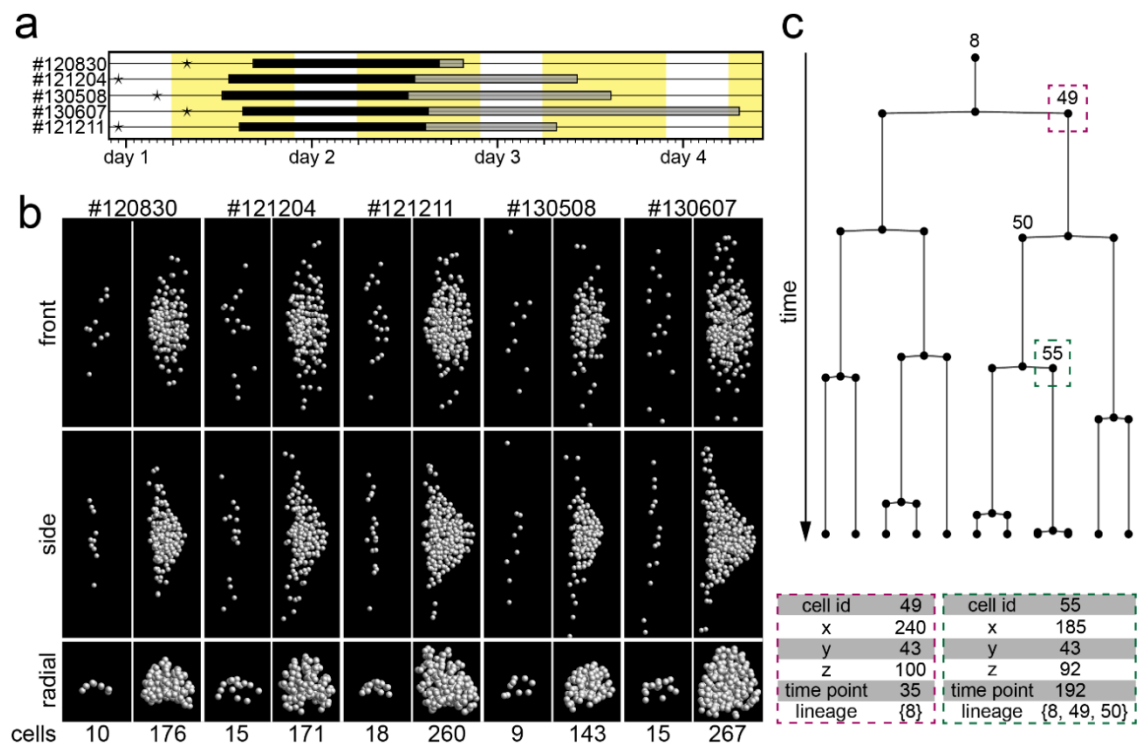 a
#120830
#121204
#130508
#130607
#121211
day 1 day 2 day 3 day 4
b
#120830 #121204 #121211 #130508 #130607
front
side
radial
cells 10 176 15 171 18 260 9 143 15 267
c
time
8
49
50
55
cell id 49
x 240
y 43
z 100
time point 35
lineage {8}
cell id 55
x 185
y 43
z 92
time point 192
lineage {8, 49, 50}